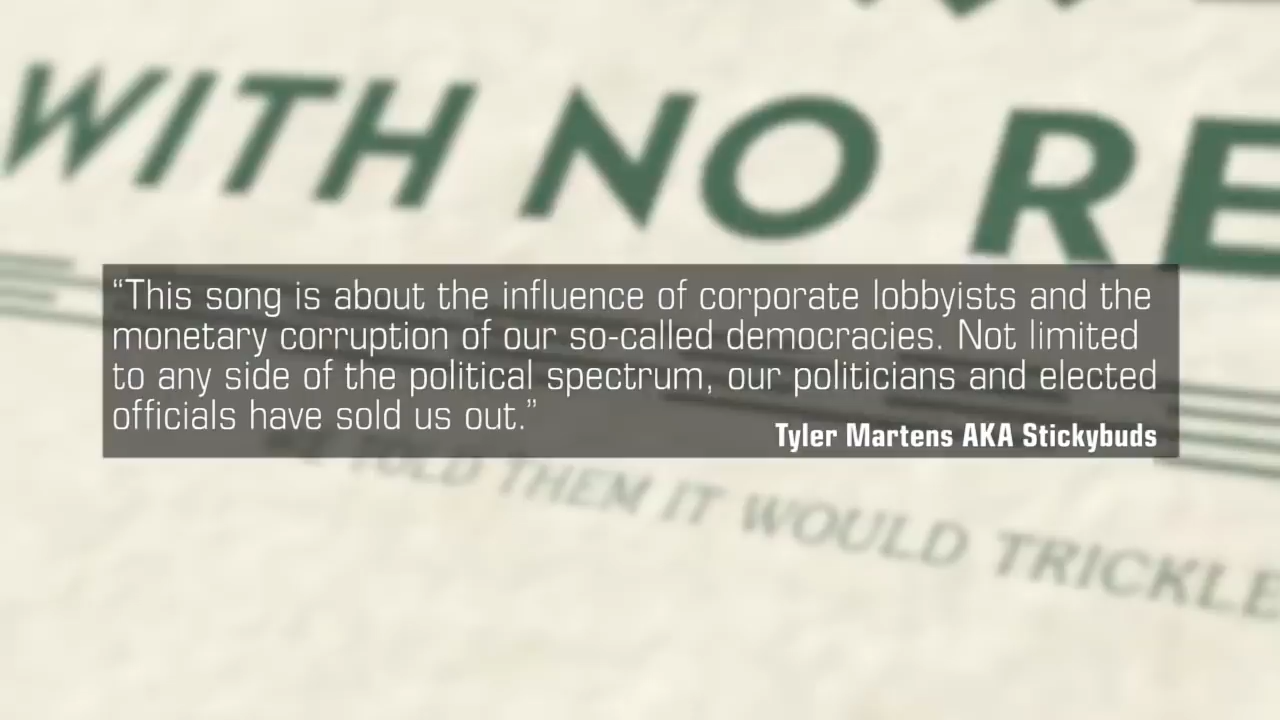 WITH NO RE
“This song is about the influence of corporate lobbyists and the
monetary corruption of our so-called democracies. Not limited
to any side of the political spectrum, our politicians and elected
officials have sold us out.”
Tyler Martens AKA Stickybuds
TOLD THEM IT WOULD TRICKLE